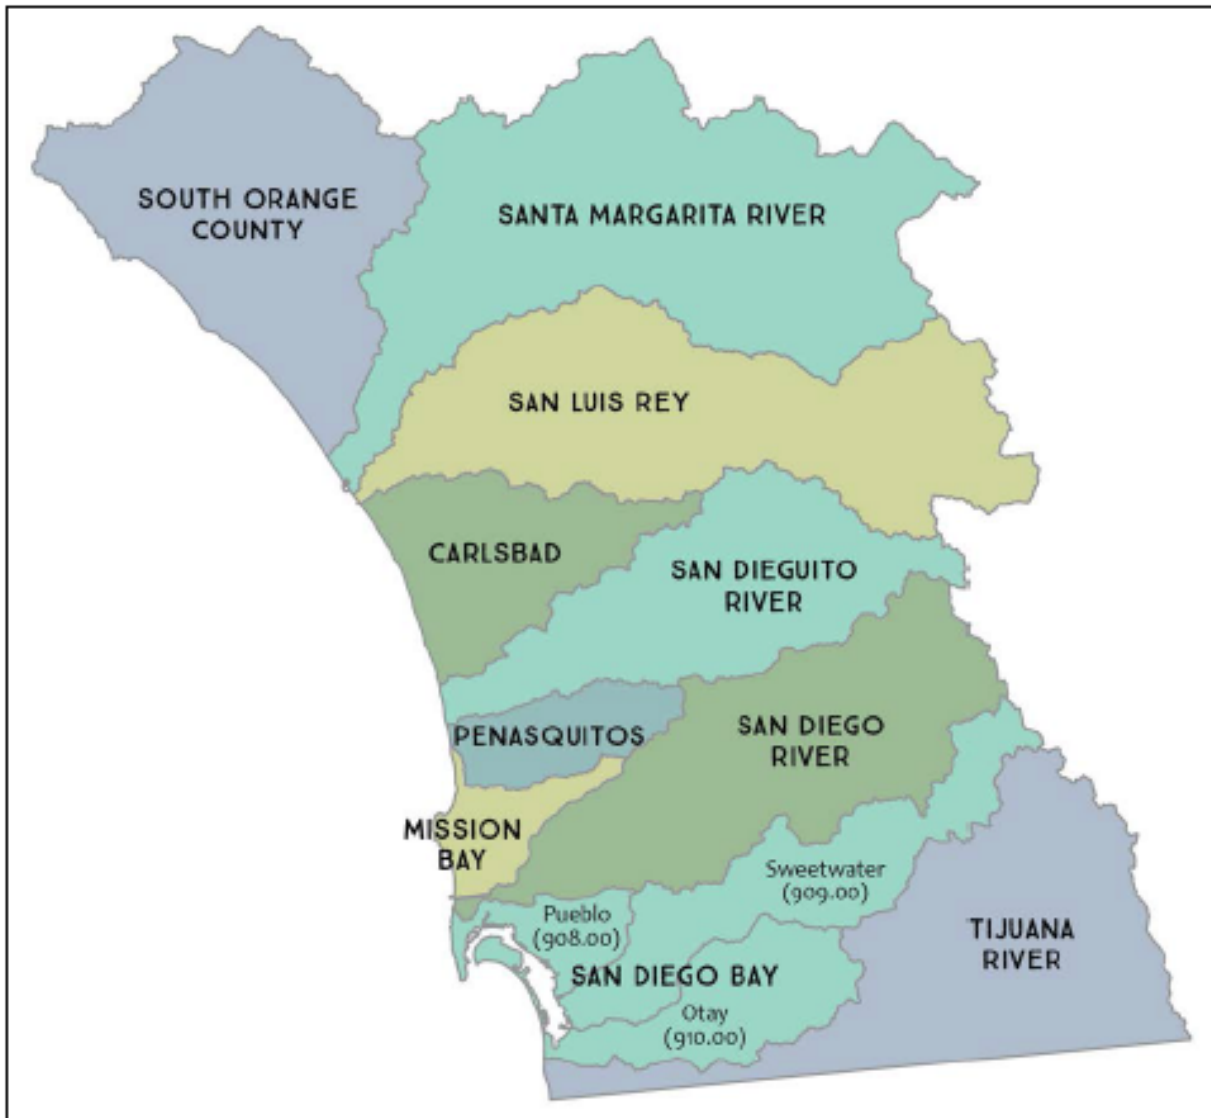 SOUTH ORANGE
COUNTY
SANTA MARGARITA RIVER
SAN LUIS REY
CARLSBAD
SAN DIEGUITO
RIVER
PENASQUITOS
SAN DIEGO
RIVER
MISSION
BAY
Sweetwater
(909.00)
Pueblo
(908.00)
TIJUANA
RIVER
SAN DIEGO BAY
Otay
(910.00)